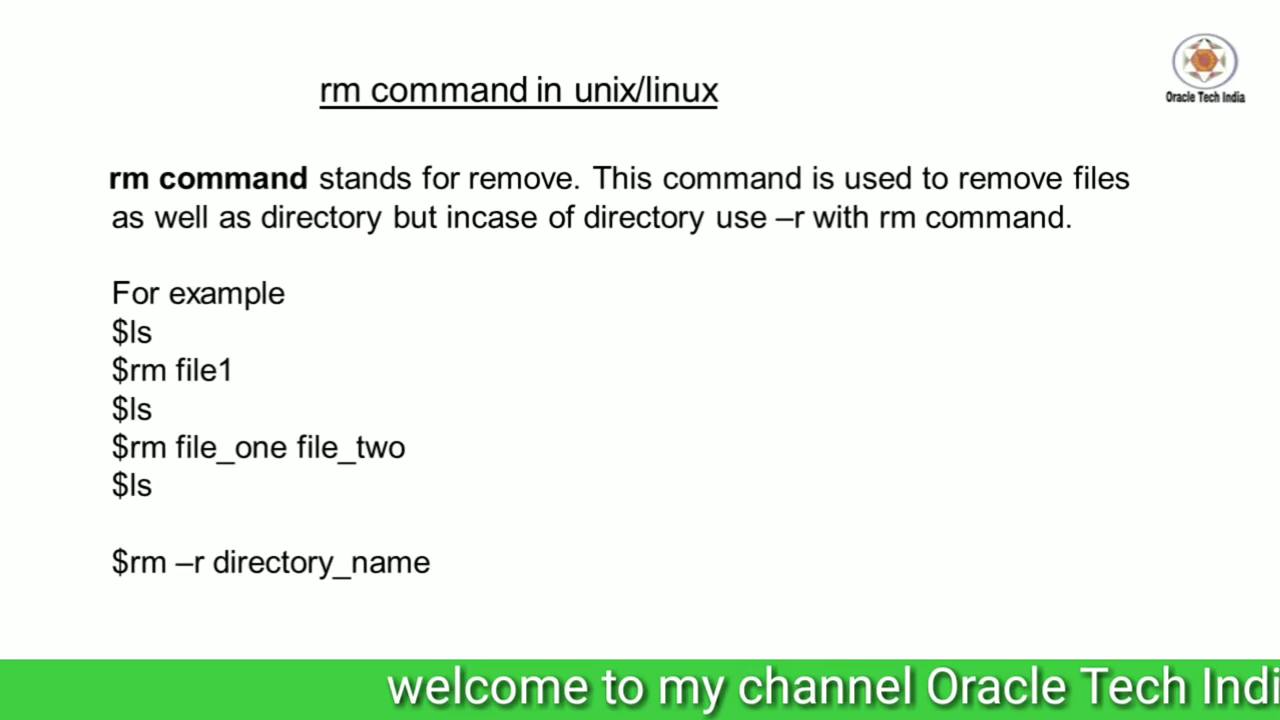 rm command in unix/linux
Oracle Tech India
rm command stands for remove. This command is used to remove files
as well as directory but incase of directory use –r with rm command.
For example
$ls
$rm file1
$ls
$rm file_one file_two
$ls
$rm –r directory_name
welcome to my channel Oracle Tech Indi